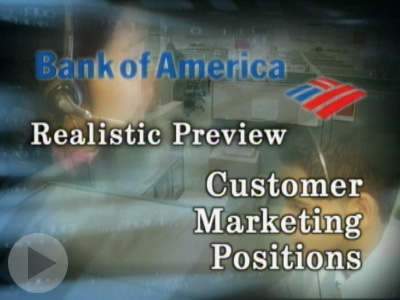 Bank of America
Realistic Preview
Customer
Marketing
Positions